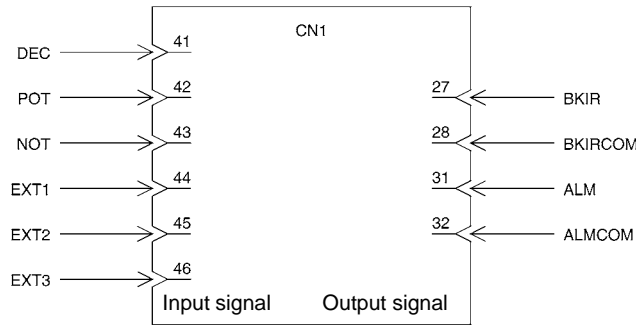 CN1
DEC 41
POT 42 27 BKIR
NOT 43 28 BKIRCOM
EXT1 44 31 ALM
EXT2 45 32 ALMCOM
EXT3 46
Input signal Output signal